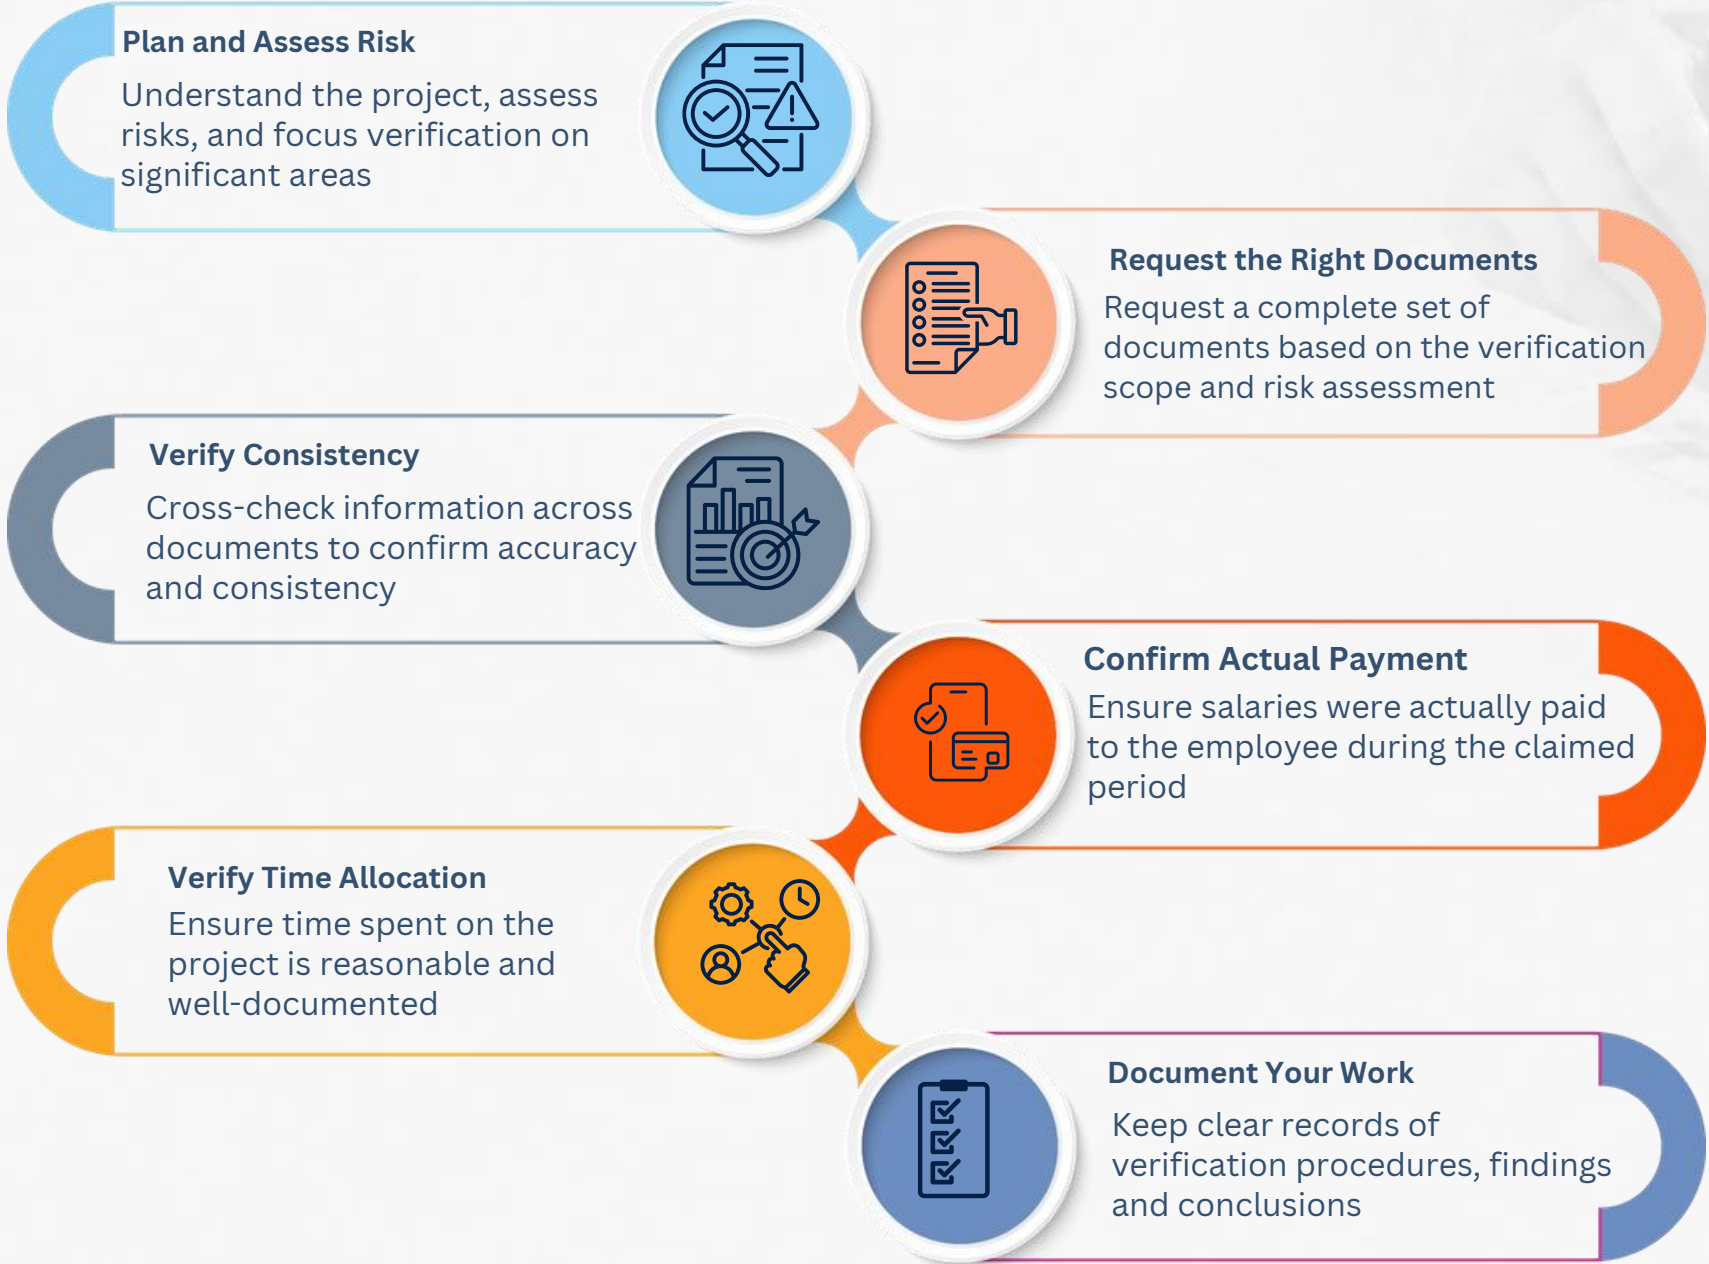 Plan and Assess Risk
Understand the project, assess
risks, and focus verification on
significant areas
Request the Right Documents
Request a complete set of
documents based on the verification
scope and risk assessment
Verify Consistency
Cross-check information across
documents to confirm accuracy
and consistency
Confirm Actual Payment
Ensure salaries were actually paid
to the employee during the claimed
period
Verify Time Allocation
Ensure time spent on the
project is reasonable and
well-documented
Document Your Work
Keep clear records of
verification procedures, findings
and conclusions